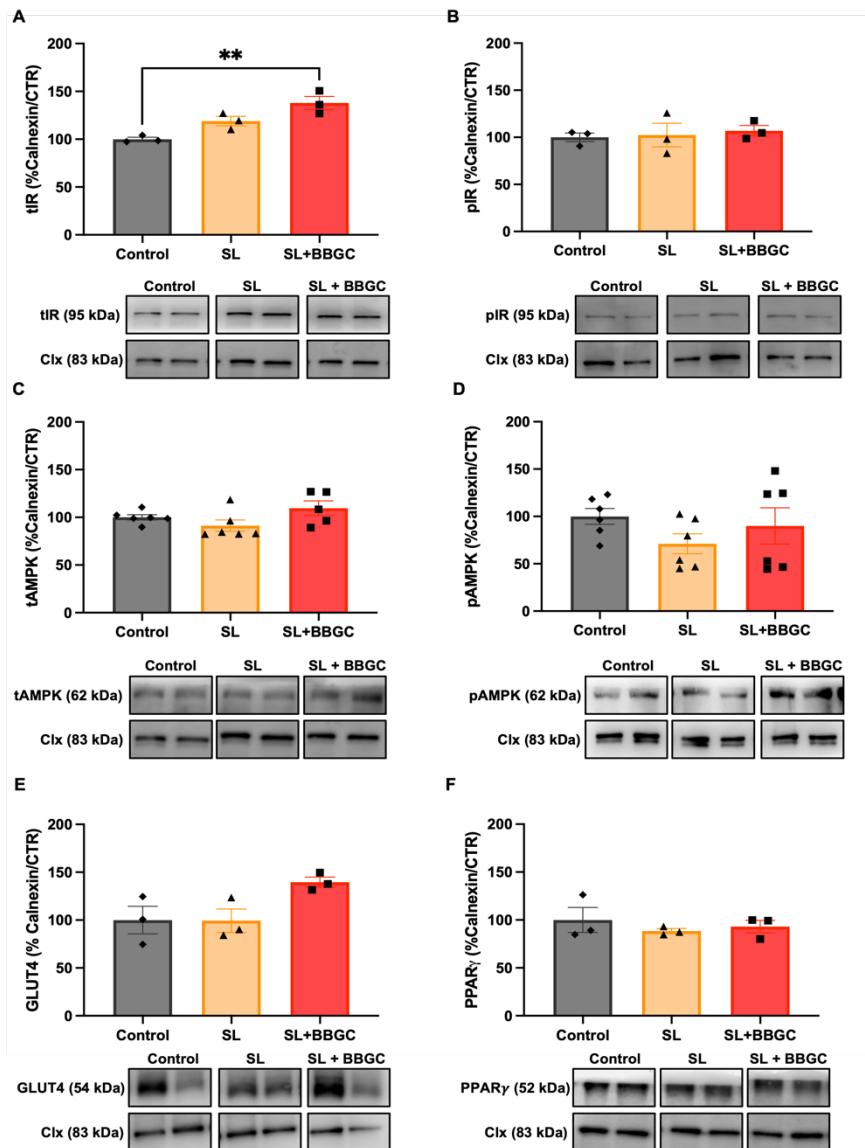 A
tIR (%Calnexin/CTR)
200
150
100
50
0
**
Control SL SL+BBGC
Control SL SL + BBGC
tIR (95 kDa)
Clx (83 kDa)
B
pIR (%Calnexin/CTR)
200
150
100
50
0
Control SL SL+BBGC
Control SL SL + BBGC
pIR (95 kDa)
Clx (83 kDa)
C
tAMPK (%Calnexin/CTR)
200
150
100
50
0
Control SL SL+BBGC
Control SL SL + BBGC
tAMPK (62 kDa)
Clx (83 kDa)
D
pAMPK (%Calnexin/CTR)
200
150
100
50
0
Control SL SL+BBGC
Control SL SL + BBGC
pAMPK (62 kDa)
Clx (83 kDa)
E
GLUT4 (% Calnexin/CTR)
200
150
100
50
0
Control SL SL+BBGC
Control SL SL + BBGC
GLUT4 (54 kDa)
Clx (83 kDa)
F
PPARγ (%Calnexin/CTR)
200
150
100
50
0
Control SL SL+BBGC
Control SL SL + BBGC
PPARγ (52 kDa)
Clx (83 kDa)